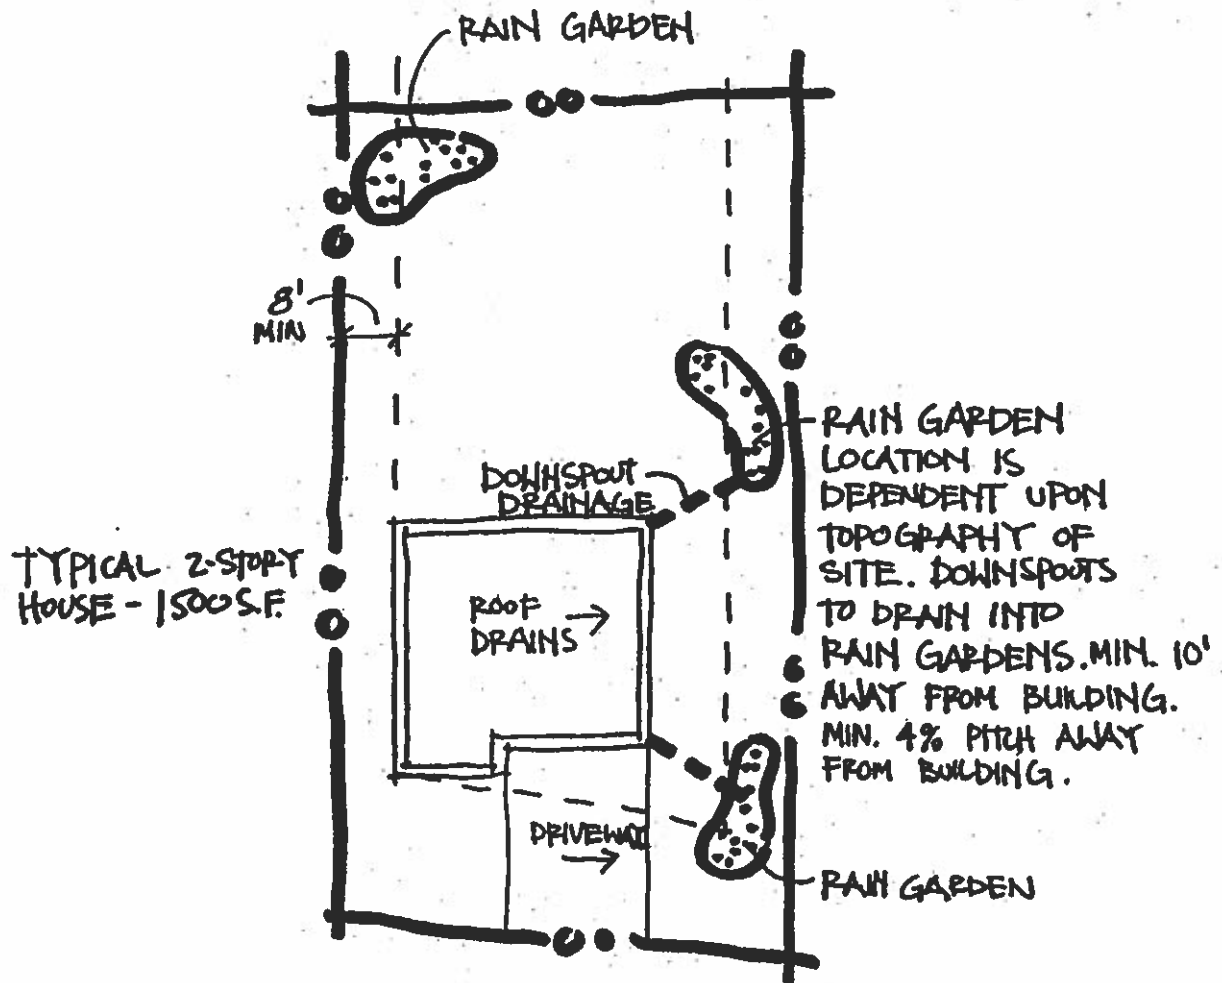 RAIN GARDEN
8'
MIN
DOWNSPOUT
DRAINAGE
TYPICAL 2-STORY
HOUSE - 1500 S.F.
ROOF
DRAINS
RAIN GARDEN
LOCATION IS
DEPENDENT UPON
TOPOGRAPHY OF
SITE. DOWNSPOUTS
TO DRAIN INTO
RAIN GARDENS. MIN. 10'
AWAY FROM BUILDING.
MIN. 4% PITCH AWAY
FROM BUILDING.
DRIVEWAY
RAIN GARDEN